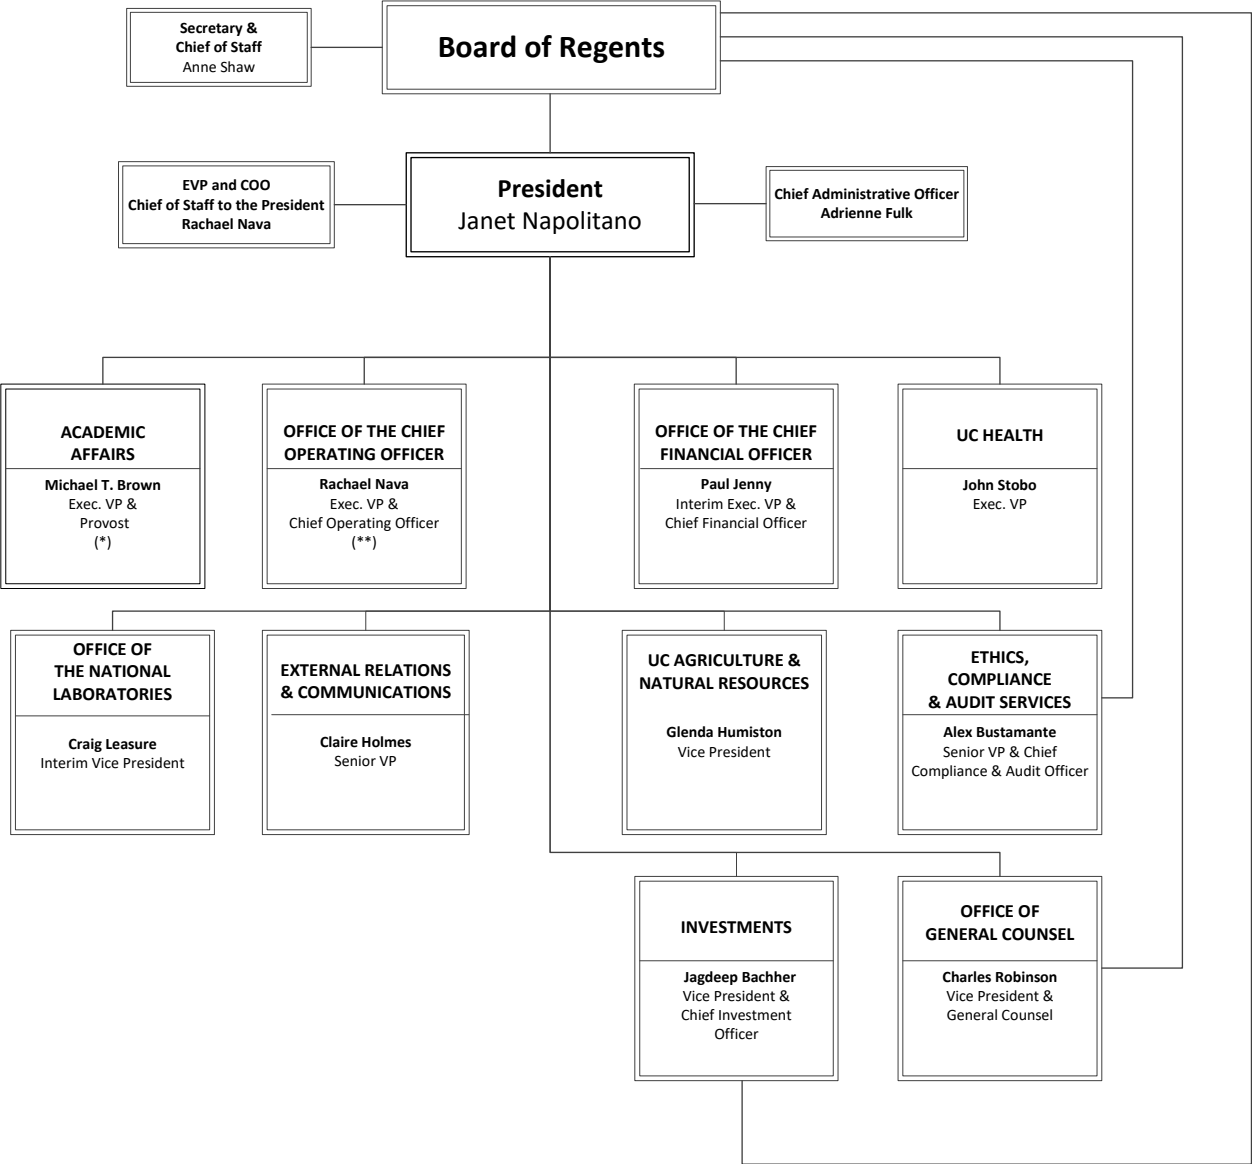 Secretary &
Chief of Staff
Anne Shaw
Board of Regents
EVP and COO
Chief of Staff to the President
Rachael Nava
President
Janet Napolitano
Chief Administrative Officer
Adrienne Fulk
ACADEMIC
AFFAIRS
Michael T. Brown
Exec. VP &
Provost
(*)
OFFICE OF THE CHIEF
OPERATING OFFICER
Rachael Nava
Exec. VP &
Chief Operating Officer
(**)
OFFICE OF THE CHIEF
FINANCIAL OFFICER
Paul Jenny
Interim Exec. VP &
Chief Financial Officer
UC HEALTH
John Stobo
Exec. VP
OFFICE OF
THE NATIONAL
LABORATORIES
Craig Leasure
Interim Vice President
EXTERNAL RELATIONS
& COMMUNICATIONS
Claire Holmes
Senior VP
UC AGRICULTURE &
NATURAL RESOURCES
Glenda Humiston
Vice President
ETHICS,
COMPLIANCE
& AUDIT SERVICES
Alex Bustamante
Senior VP & Chief
Compliance & Audit Officer
INVESTMENTS
Jagdeep Bachher
Vice President &
Chief Investment
Officer
OFFICE OF
GENERAL COUNSEL
Charles Robinson
Vice President &
General Counsel